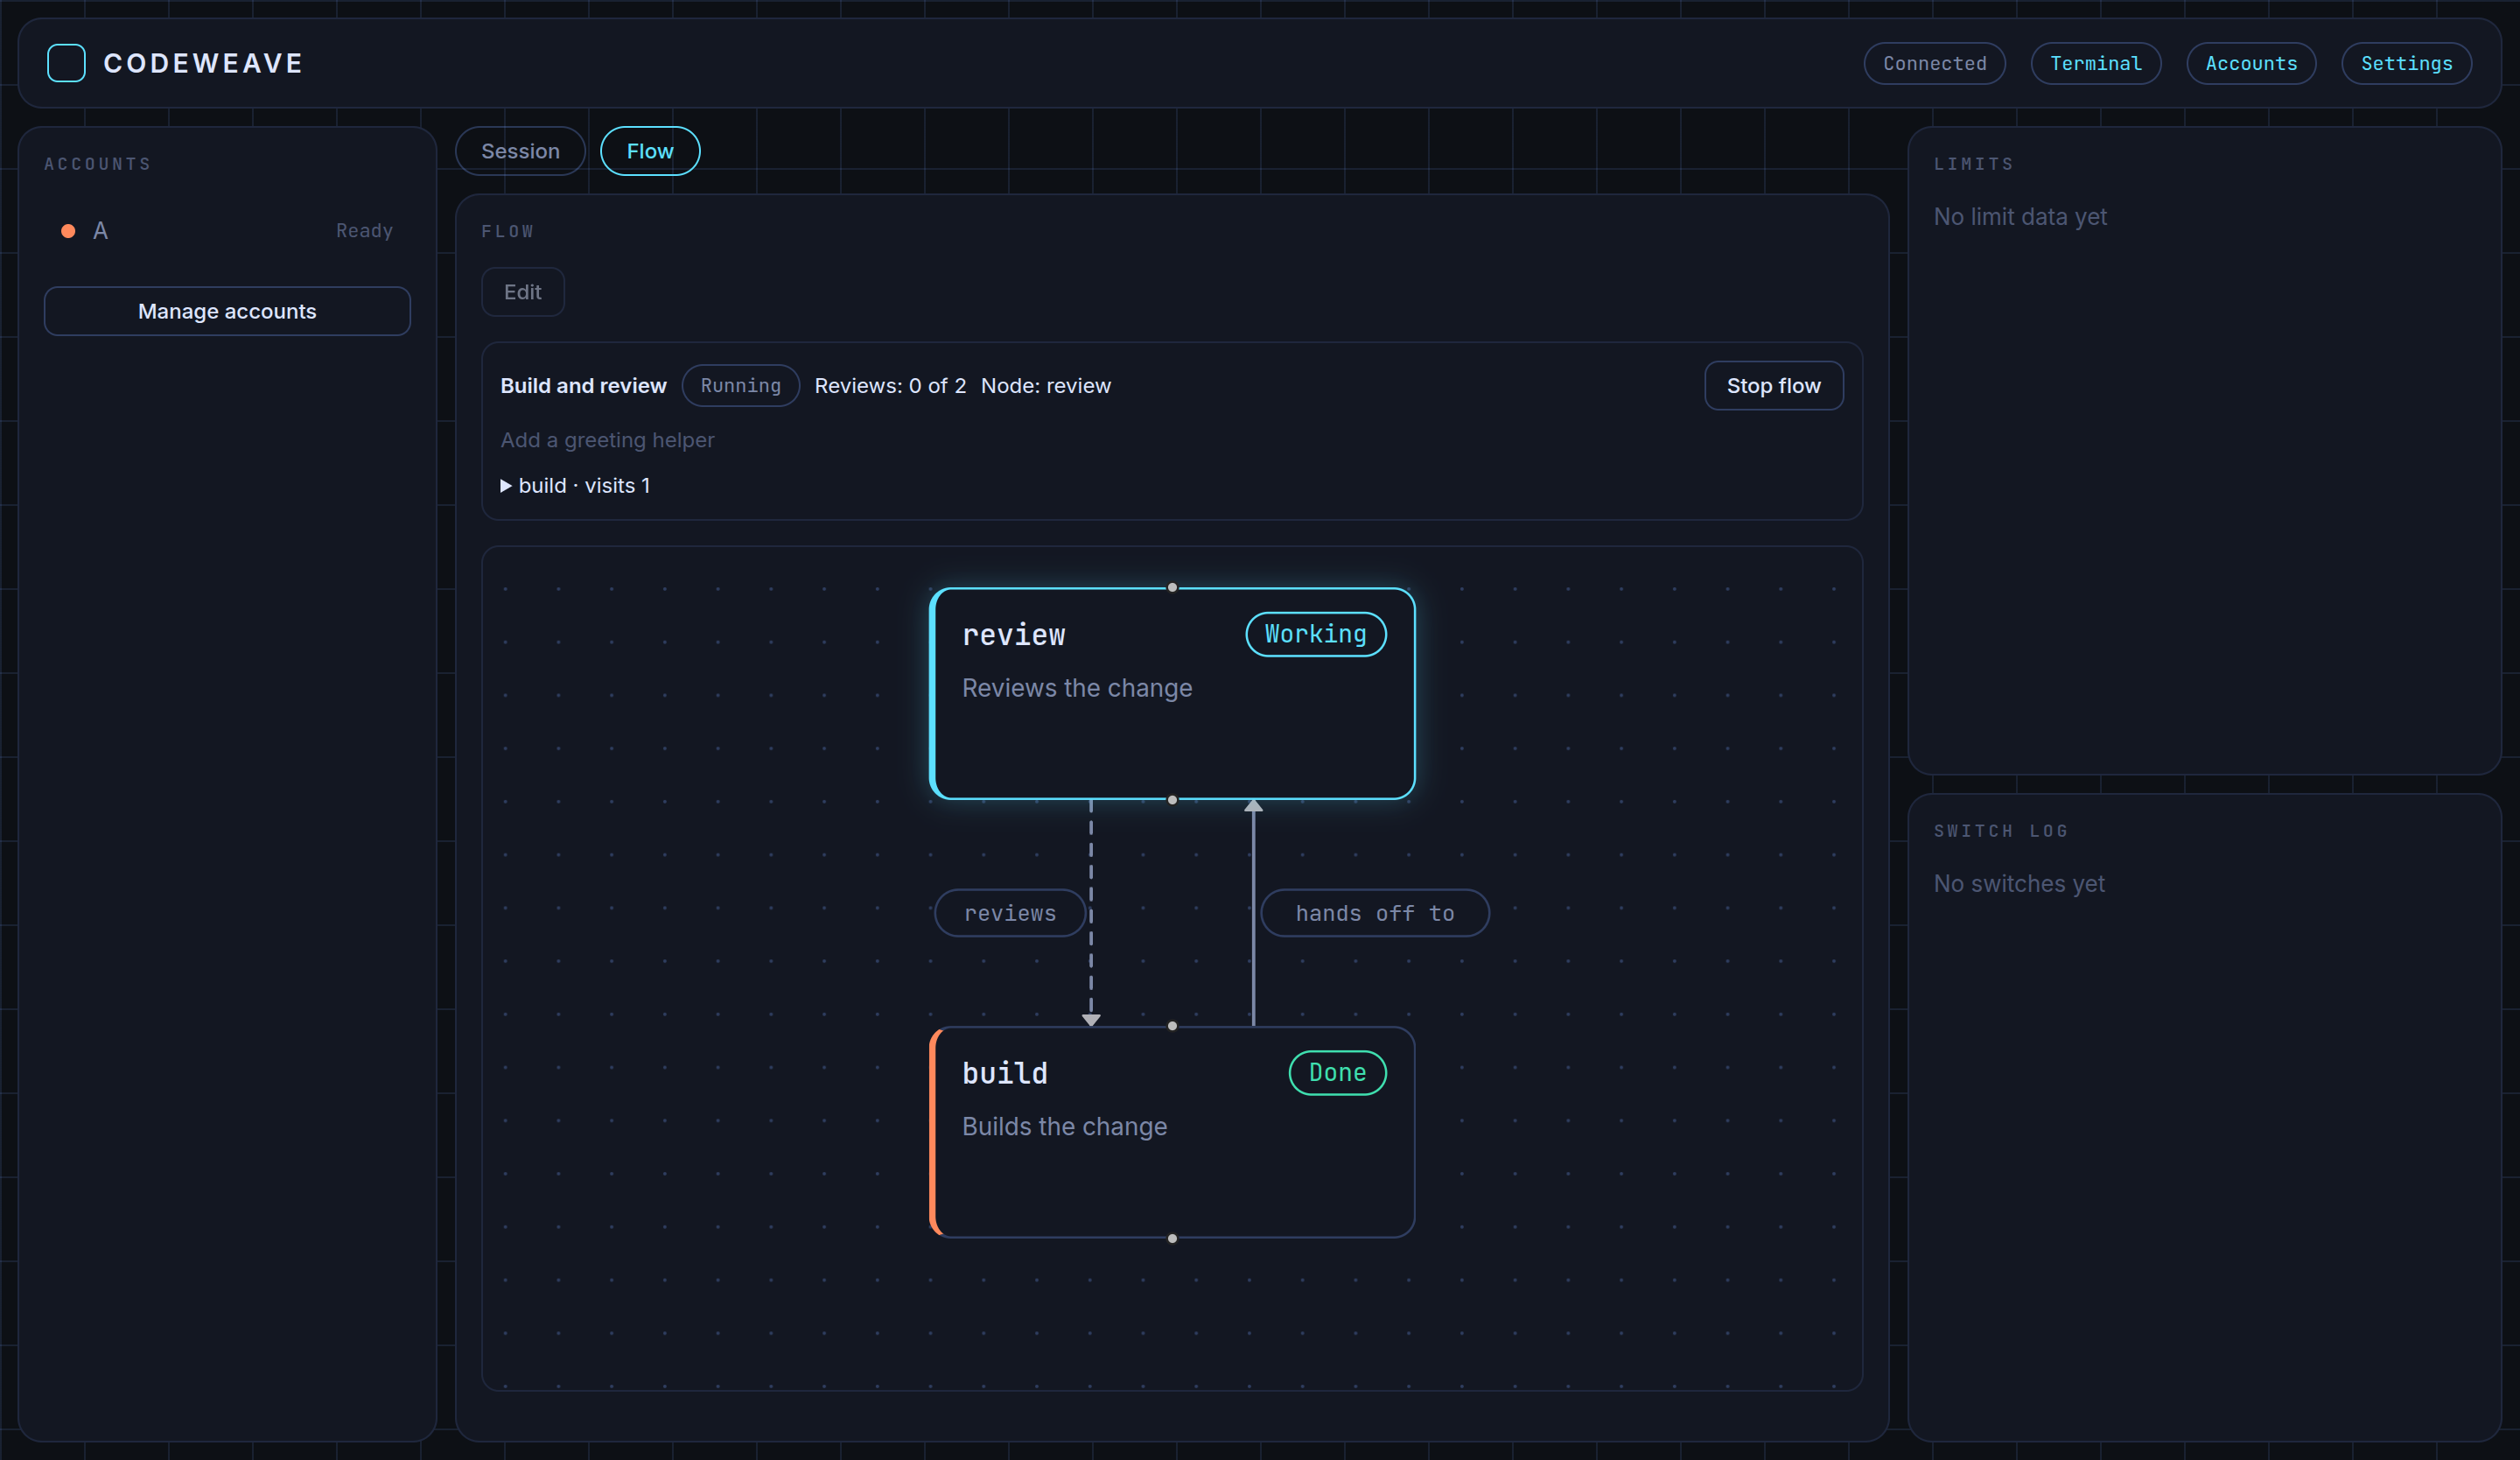 CODEWEAVE
Connected Terminal Accounts Settings
ACCOUNTS
A Ready
Manage accounts
Session Flow
FLOW
Edit
Build and review Running Reviews: 0 of 2 Node: review Stop flow
Add a greeting helper
build · visits 1
review Working
Reviews the change
reviews hands off to
build Done
Builds the change
LIMITS
No limit data yet
SWITCH LOG
No switches yet